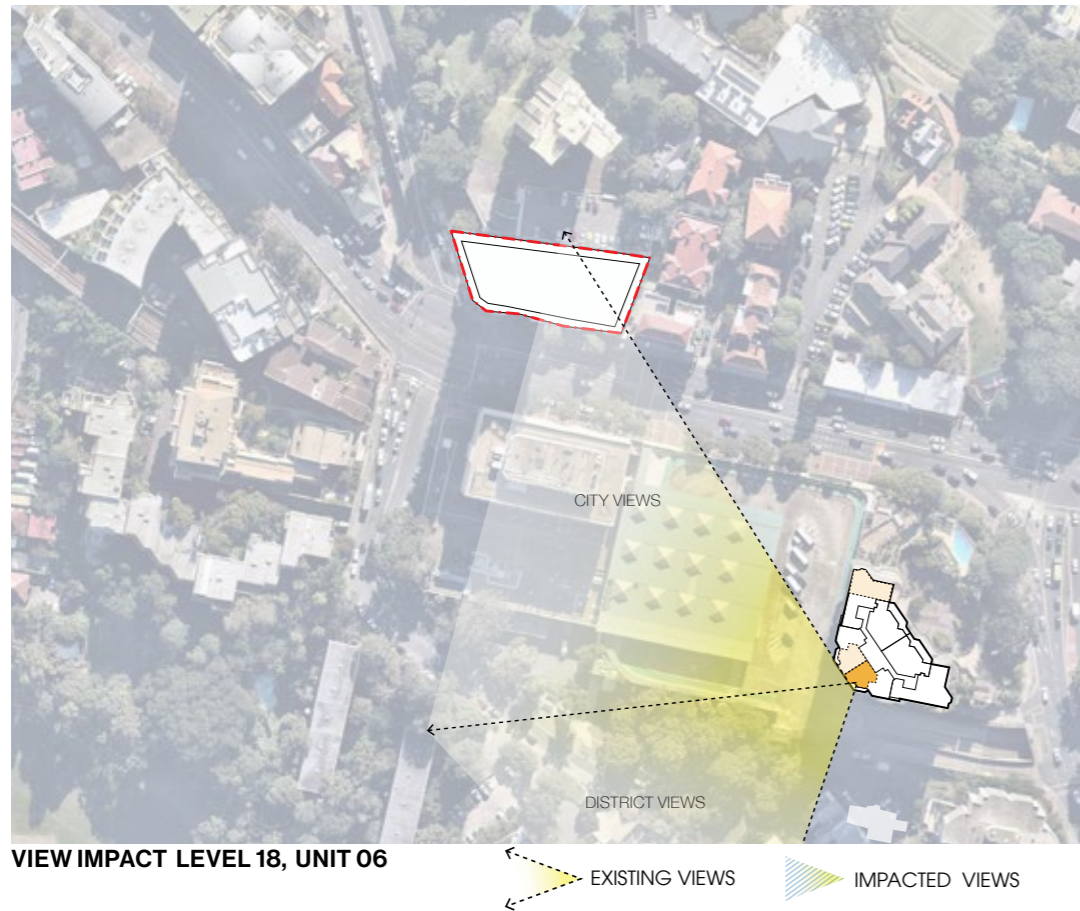 CITY VIEWS
DISTRICT VIEWS
VIEW IMPACT LEVEL 18, UNIT 06
EXISTING VIEWS
IMPACTED VIEWS